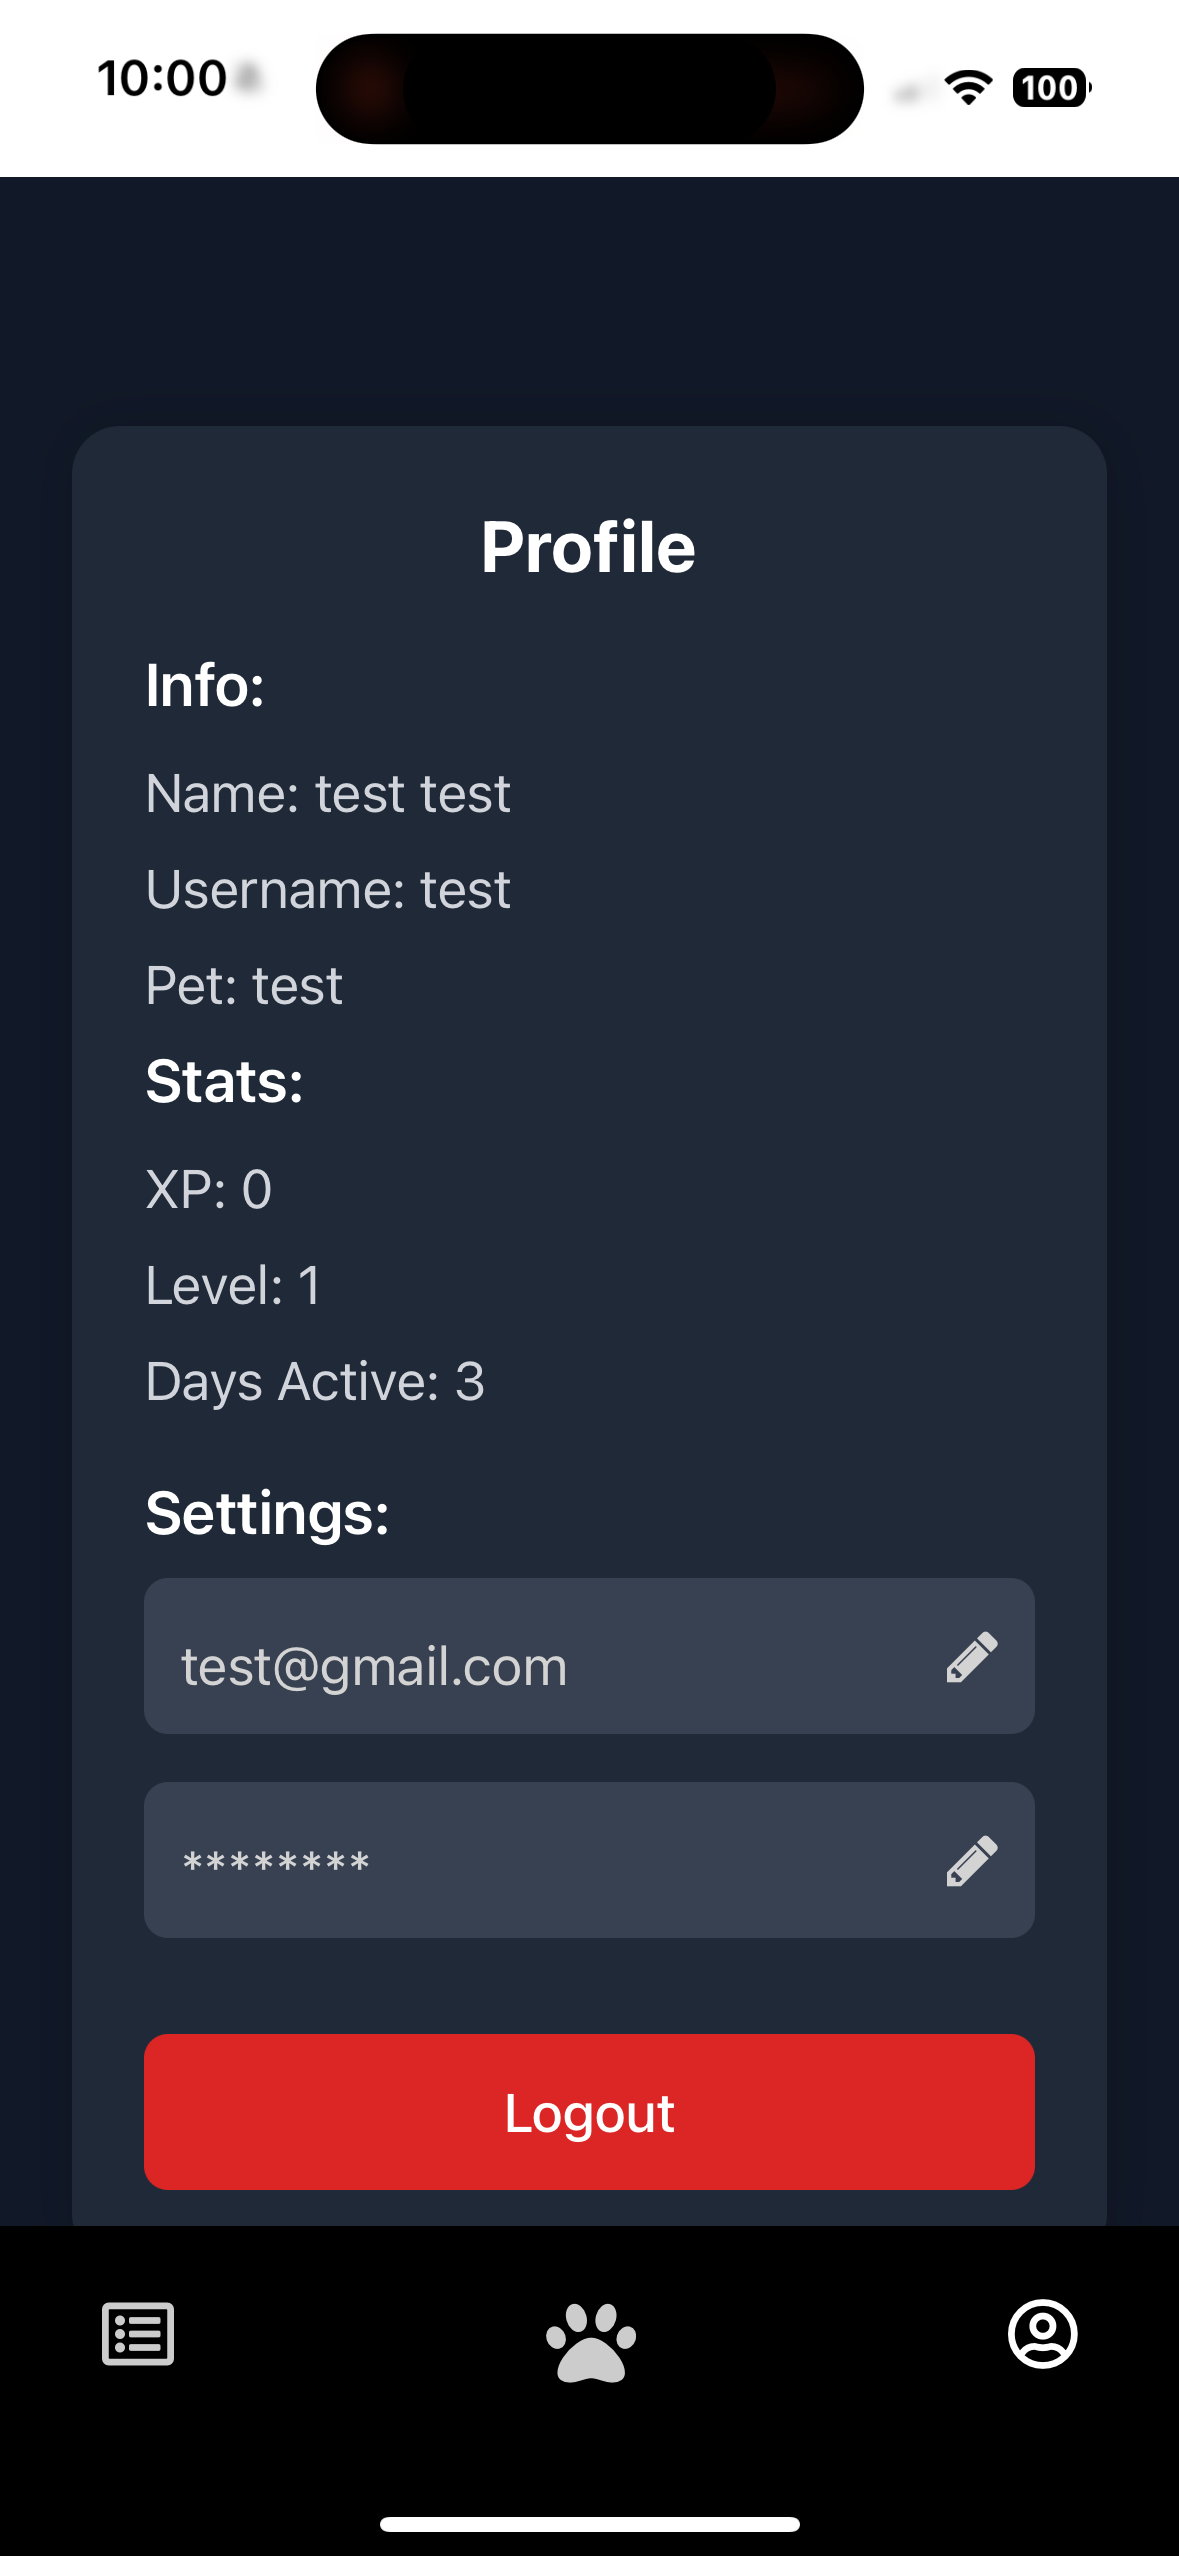 10:00
100
Profile
Info:
Name: test test
Username: test
Pet: test
Stats:
XP: 0
Level: 1
Days Active: 3
Settings:
test@gmail.com
********
Logout